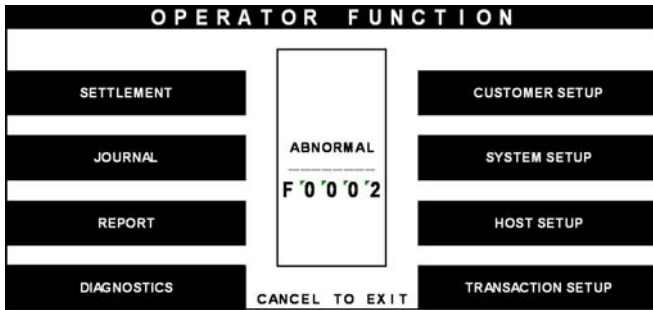 OPERATOR FUNCTION
SETTLEMENT
CUSTOMER SETUP
JOURNAL
ABNORMAL
SYSTEM SETUP
F0002
REPORT
HOST SETUP
DIAGNOSTICS
CANCEL TO EXIT
TRANSACTION SETUP